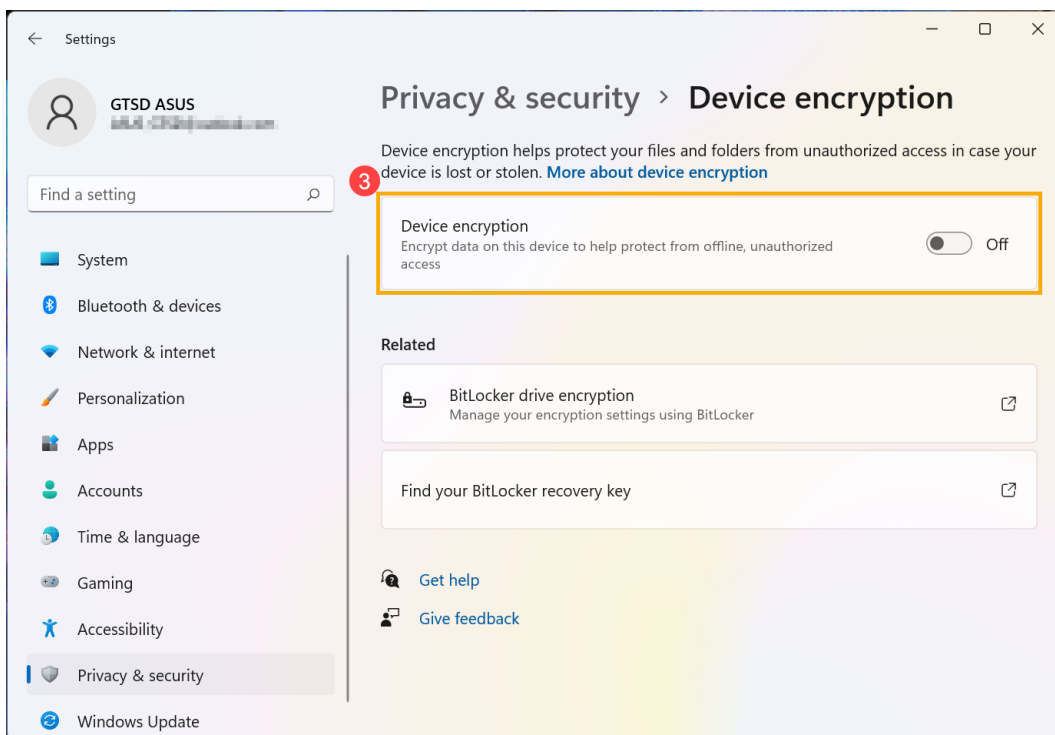 Settings
GTSD ASUS
Find a setting
System
Bluetooth & devices
Network & internet
Personalization
Apps
Accounts
Time & language
Gaming
Accessibility
Privacy & security
Windows Update
Privacy & security › Device encryption
Device encryption helps protect your files and folders from unauthorized access in case your
device is lost or stolen. More about device encryption
3
Device encryption
Encrypt data on this device to help protect from offline, unauthorized
access
Off
Related
BitLocker drive encryption
Manage your encryption settings using BitLocker
Find your BitLocker recovery key
Get help
Give feedback